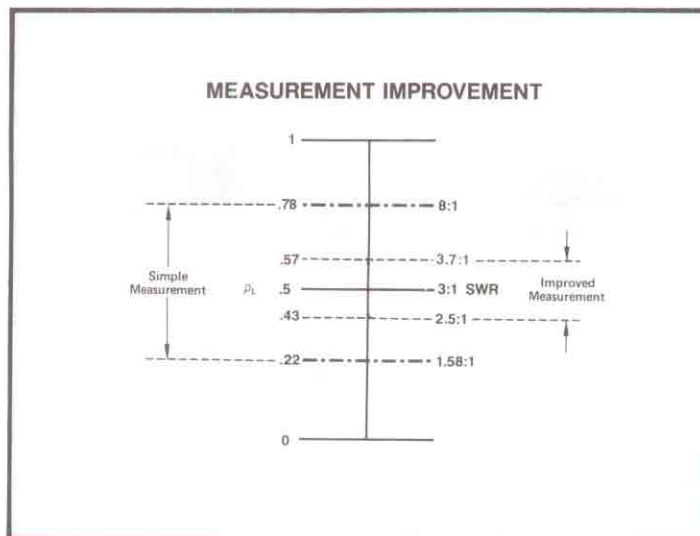 MEASUREMENT IMPROVEMENT
1
.78 8:1
.57 3.7:1
Simple
Measurement
ρL .5 3:1 SWR
Improved
Measurement
.43 2.5:1
.22 1.58:1
0